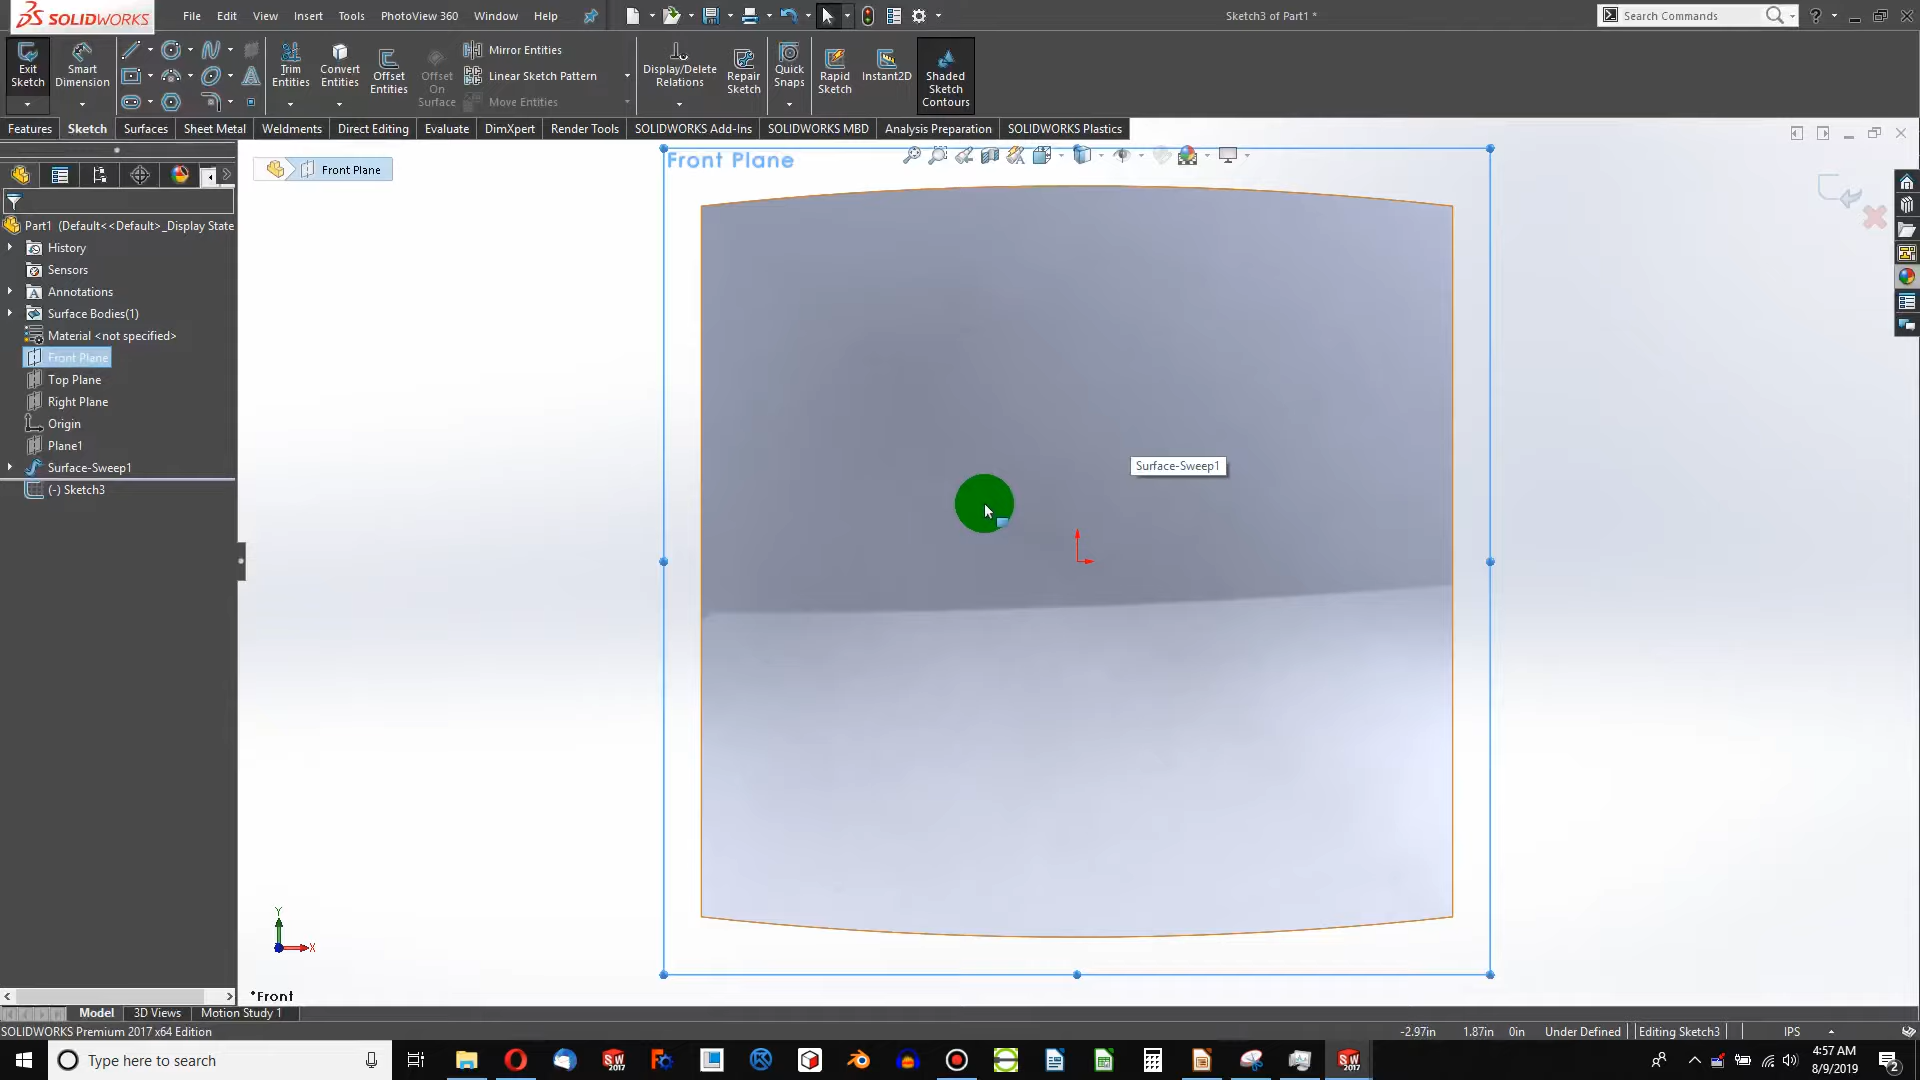 SOLIDWORKS File Edit View Insert Tools PhotoView 360 Window Help Sketch3 of Part1 * Search Commands ?
Exit Sketch
Smart Dimension
Trim Entities
Convert Entities
Offset Entities
Offset On Surface
Mirror Entities
Linear Sketch Pattern
Move Entities
Display/Delete Relations
Repair Sketch
Quick Snaps
Rapid Sketch
Instant2D
Shaded Sketch Contours
Features Sketch Surfaces Sheet Metal Weldments Direct Editing Evaluate DimXpert Render Tools SOLIDWORKS Add-Ins SOLIDWORKS MBD Analysis Preparation SOLIDWORKS Plastics
Front Plane
Front Plane
Part1 (Default<<Default>_Display State
History
Sensors
Annotations
Surface Bodies(1)
Material <not specified>
Front Plane
Top Plane
Right Plane
Origin
Plane1
Surface-Sweep1
(-) Sketch3
Surface-Sweep1
Y
X
*Front
Model 3D Views Motion Study 1
SOLIDWORKS Premium 2017 x64 Edition -2.97in 1.87in 0in Under Defined Editing Sketch3 IPS
Type here to search
SW 2017
SW 2017
4:57 AM
8/9/2019
2